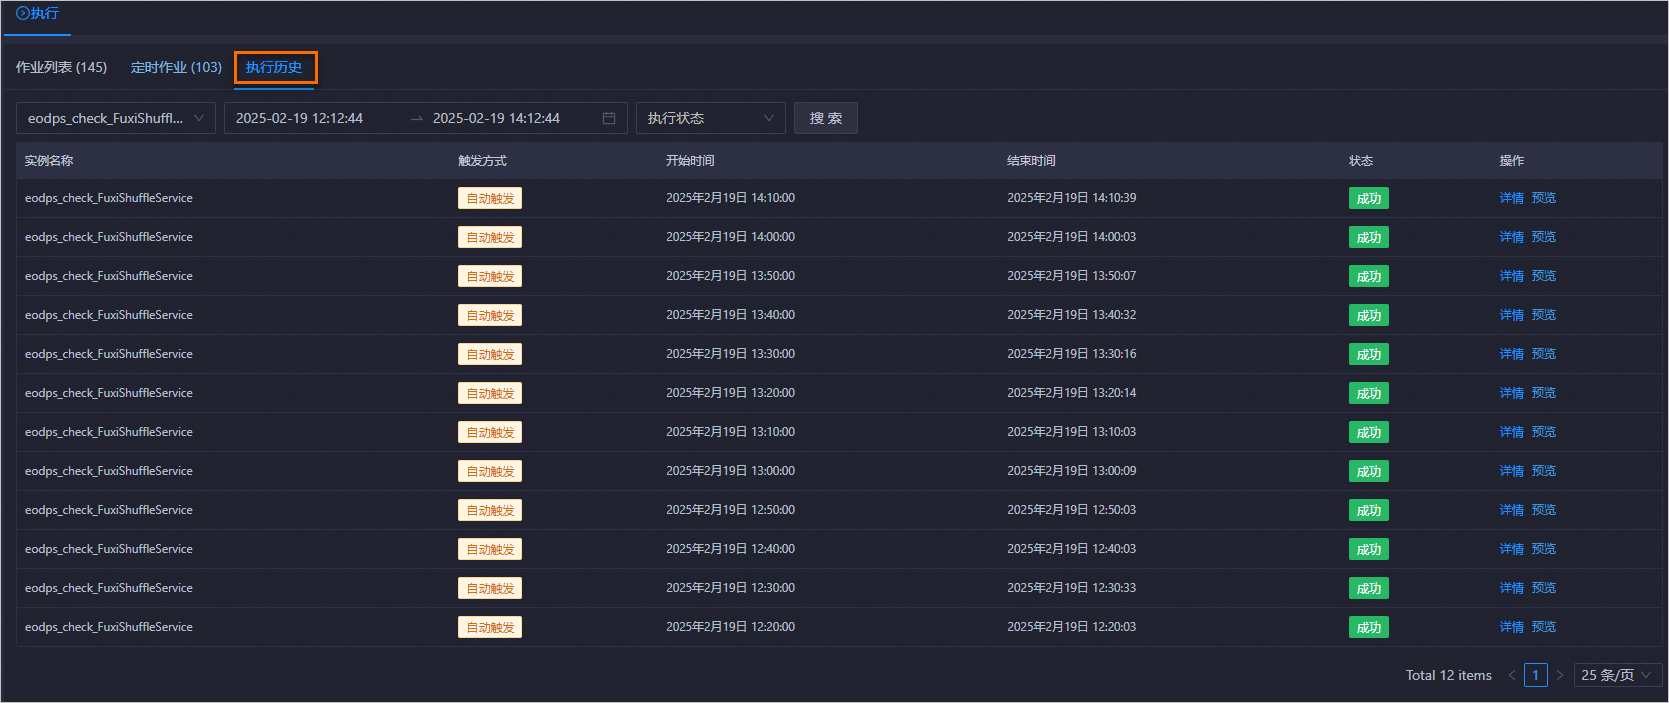 执行
作业列表 (145) 定时作业 (103) 执行历史
eodps_check_FuxiShuffl... 2025-02-19 12:12:44 → 2025-02-19 14:12:44 执行状态 搜 索
实例名称 触发方式 开始时间 结束时间 状态 操作
eodps_check_FuxiShuffleService 自动触发 2025年2月19日 14:10:00 2025年2月19日 14:10:39 成功 详情 预览
eodps_check_FuxiShuffleService 自动触发 2025年2月19日 14:00:00 2025年2月19日 14:00:03 成功 详情 预览
eodps_check_FuxiShuffleService 自动触发 2025年2月19日 13:50:00 2025年2月19日 13:50:07 成功 详情 预览
eodps_check_FuxiShuffleService 自动触发 2025年2月19日 13:40:00 2025年2月19日 13:40:32 成功 详情 预览
eodps_check_FuxiShuffleService 自动触发 2025年2月19日 13:30:00 2025年2月19日 13:30:16 成功 详情 预览
eodps_check_FuxiShuffleService 自动触发 2025年2月19日 13:20:00 2025年2月19日 13:20:14 成功 详情 预览
eodps_check_FuxiShuffleService 自动触发 2025年2月19日 13:10:00 2025年2月19日 13:10:03 成功 详情 预览
eodps_check_FuxiShuffleService 自动触发 2025年2月19日 13:00:00 2025年2月19日 13:00:09 成功 详情 预览
eodps_check_FuxiShuffleService 自动触发 2025年2月19日 12:50:00 2025年2月19日 12:50:03 成功 详情 预览
eodps_check_FuxiShuffleService 自动触发 2025年2月19日 12:40:00 2025年2月19日 12:40:03 成功 详情 预览
eodps_check_FuxiShuffleService 自动触发 2025年2月19日 12:30:00 2025年2月19日 12:30:33 成功 详情 预览
eodps_check_FuxiShuffleService 自动触发 2025年2月19日 12:20:00 2025年2月19日 12:20:03 成功 详情 预览
Total 12 items < 1 > 25 条/页